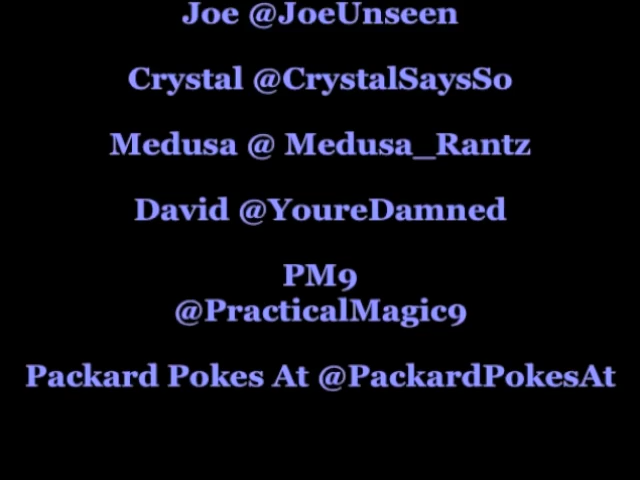 Joe @JoeUnseen
Crystal @CrystalSaysSo
Medusa @ Medusa_Rantz
David @YoureDamned
PM9
@PracticalMagic9
Packard Pokes At @PackardPokesAt